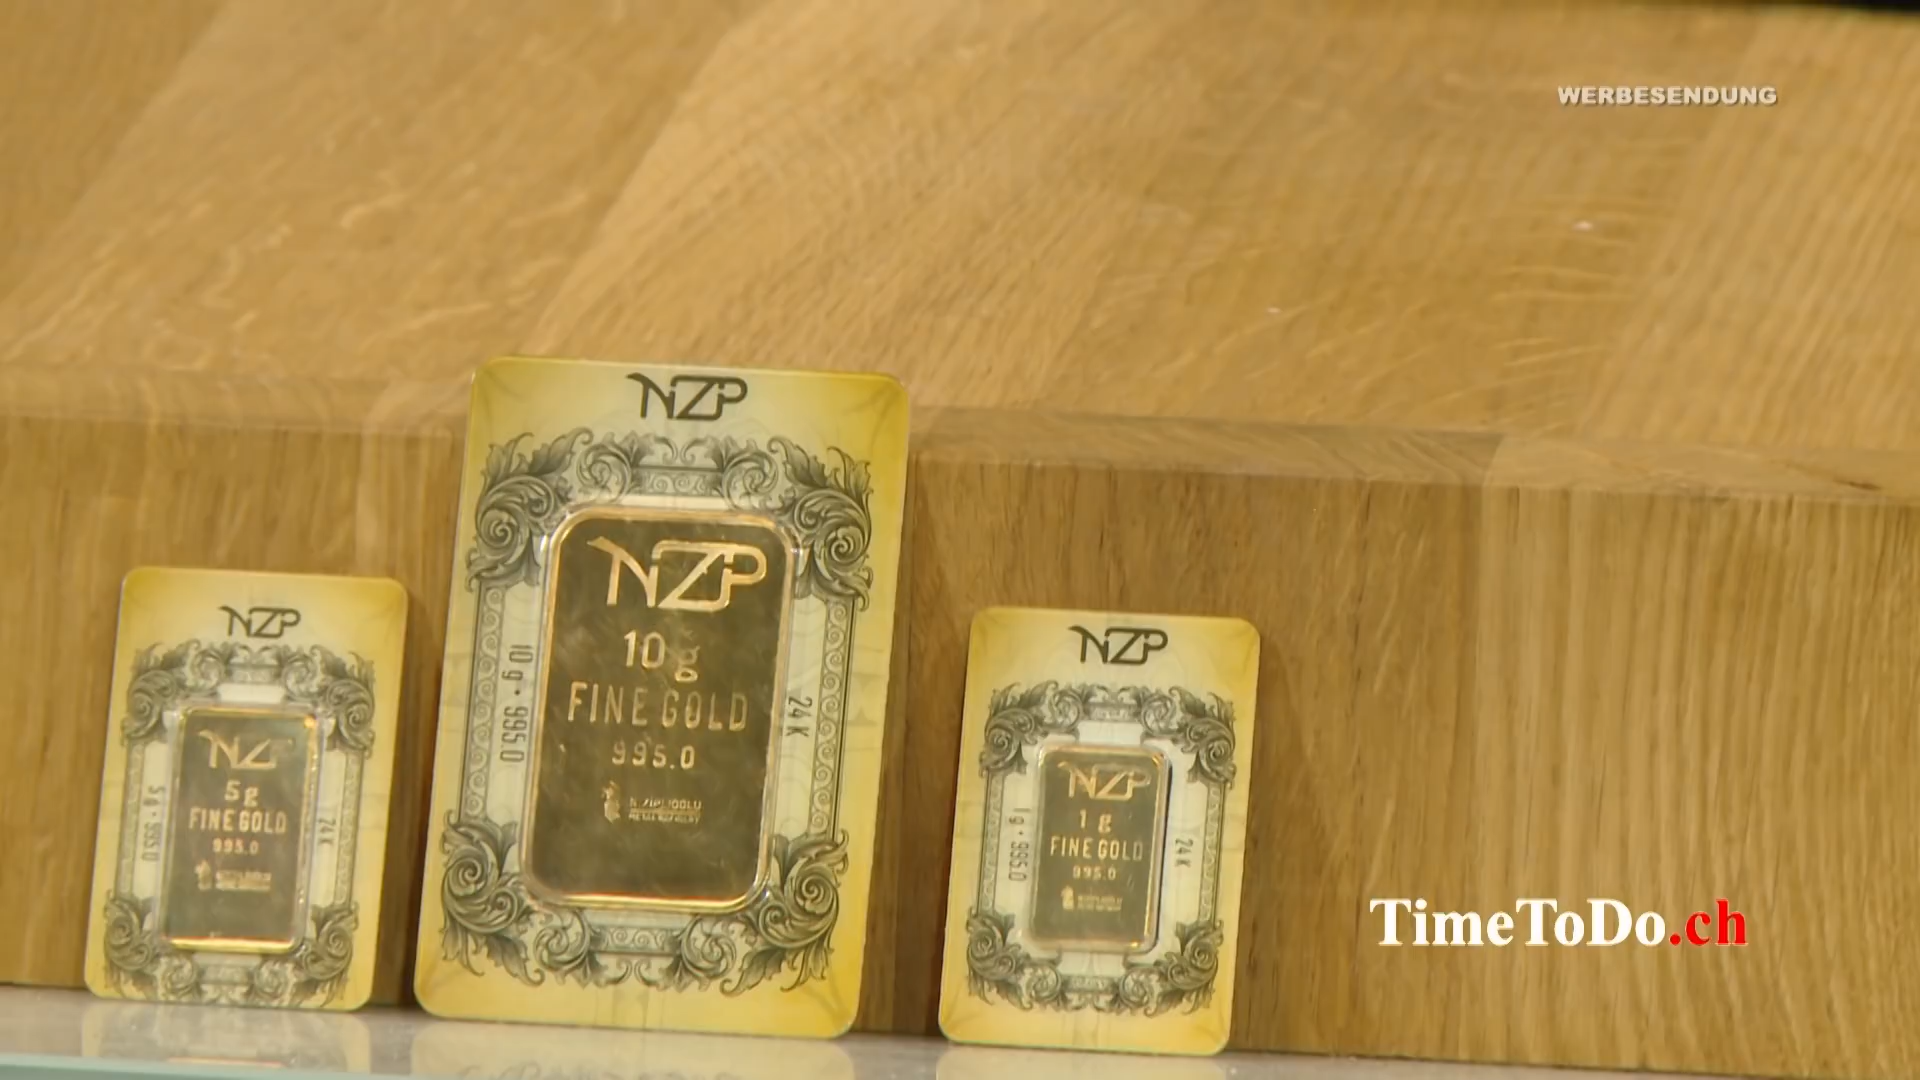 WERBESENDUNG
NZP
NZP
10 g
FINE GOLD
995.0
10 g • 995.0
24 K
NZP
NZ
5 g
FINE GOLD
995.0
5 g • 995.0
24 K
NZP
NZP
1 g
FINE GOLD
995.0
1 g • 995.0
24 K
TimeToDo.ch